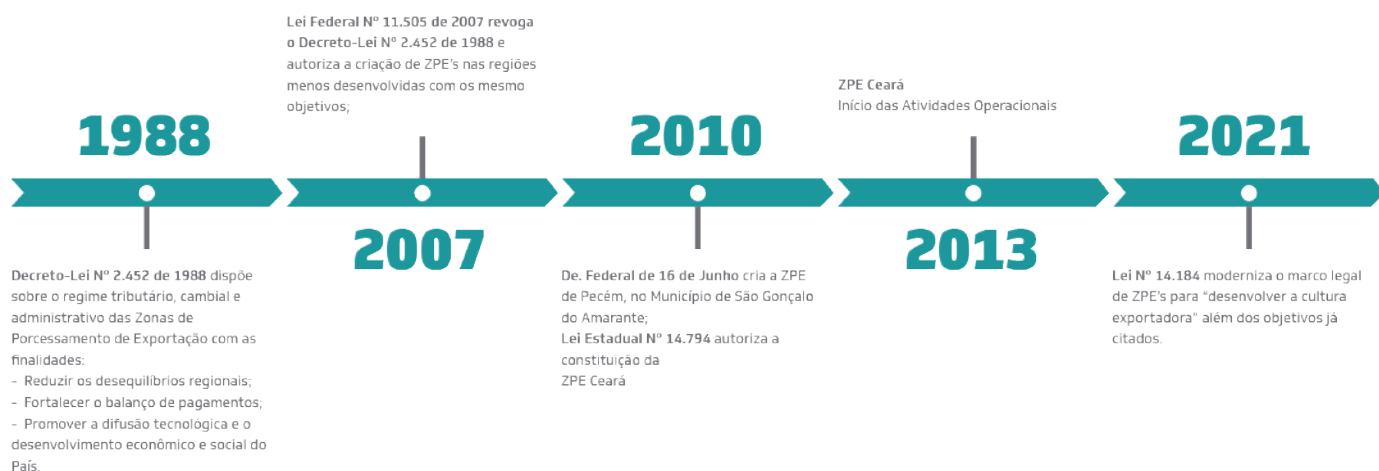 1988
Decreto-Lei Nº 2.452 de 1988 dispõe
sobre o regime tributário, cambial e
administrativo das Zonas de
Porcessamento de Exportação com as
finalidades:
- Reduzir os desequilíbrios regionais;
- Fortalecer o balanço de pagamentos;
- Promover a difusão tecnológica e o
desenvolvimento econômico e social do
País.
Lei Federal Nº 11.505 de 2007 revoga
o Decreto-Lei Nº 2.452 de 1988 e
autoriza a criação de ZPE's nas regiões
menos desenvolvidas com os mesmo
objetivos;
2007
2010
De. Federal de 16 de Junho cria a ZPE
de Pecém, no Município de São Gonçalo
do Amarante;
Lei Estadual Nº 14.794 autoriza a
constituição da
ZPE Ceará
ZPE Ceará
Início das Atividades Operacionais
2013
2021
Lei Nº 14.184 moderniza o marco legal
de ZPE's para “desenvolver a cultura
exportadora” além dos objetivos já
citados.